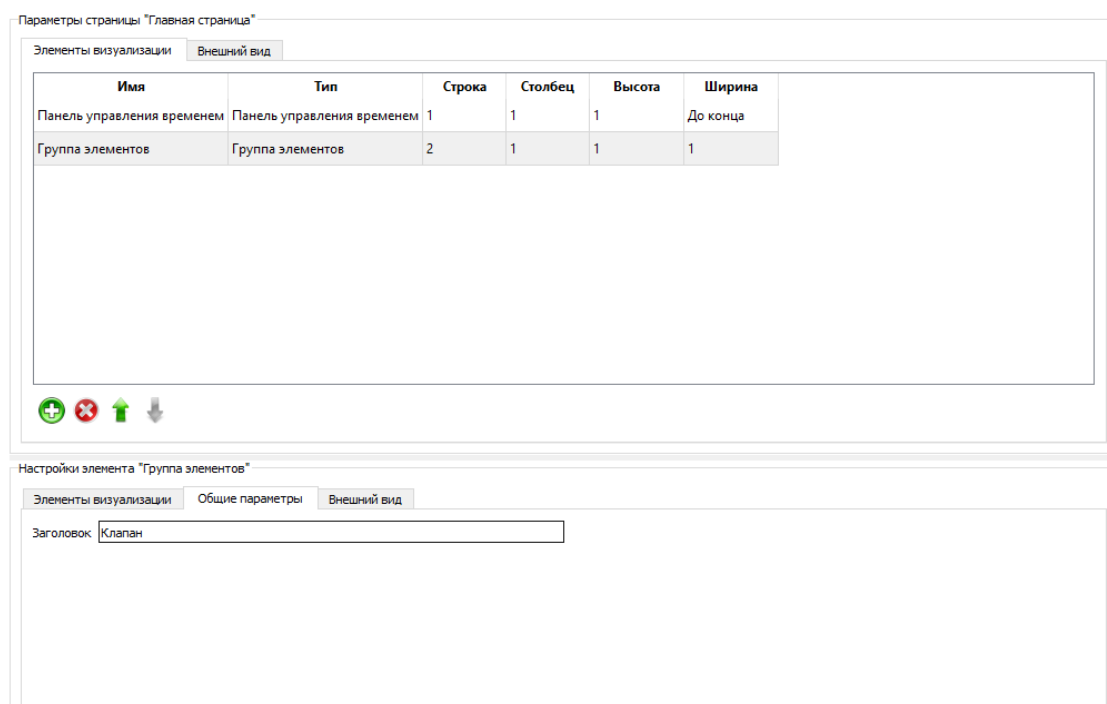 Параметры страницы "Главная страница"
Элементы визуализации Внешний вид
Имя Тип Строка Столбец Высота Ширина
Панель управления временем Панель управления временем 1 1 1 До конца
Группа элементов Группа элементов 2 1 1 1
Настройки элемента "Группа элементов"
Элементы визуализации Общие параметры Внешний вид
Заголовок Клапан